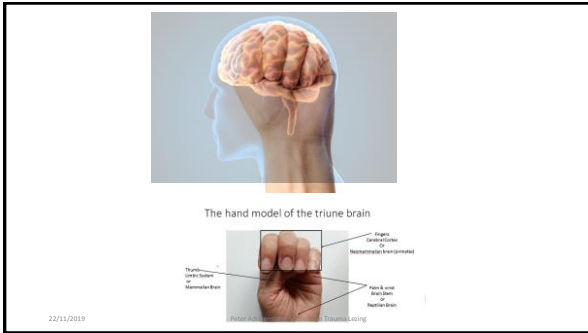 The hand model of the triune brain
Fingers
Cerebral Cortex
Or
Neomammalian brain (primates)
Thumb
Limbic System
or
Mammalian Brain
Palm & wrist
Brain Stem
or
Reptilian Brain
22/11/2019
Peter
Trauma Lezing